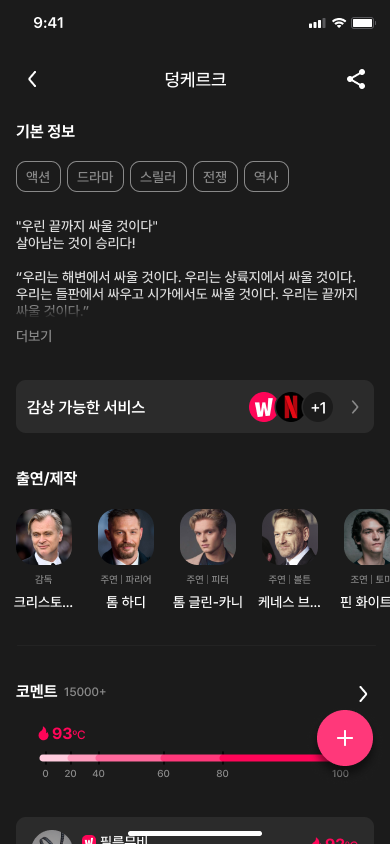 9:41
덩케르크
기본 정보
액션 드라마 스릴러 전쟁 역사
"우린 끝까지 싸울 것이다"
살아남는 것이 승리다!
“우리는 해변에서 싸울 것이다. 우리는 상륙지에서 싸울 것이다.
우리는 들판에서 싸우고 시가에서도 싸울 것이다. 우리는 끝까지
싸울 것이다.”
더보기
감상 가능한 서비스 W N +1
출연/제작
감독 주연 | 파리어 주연 | 피터 주연 | 볼튼 조연 | 토미
크리스토... 톰 하디 톰 글린-카니 케네스 브... 핀 화이트
코멘트 15000+
93℃
0 20 40 60 80 100
W 필름무비 93℃